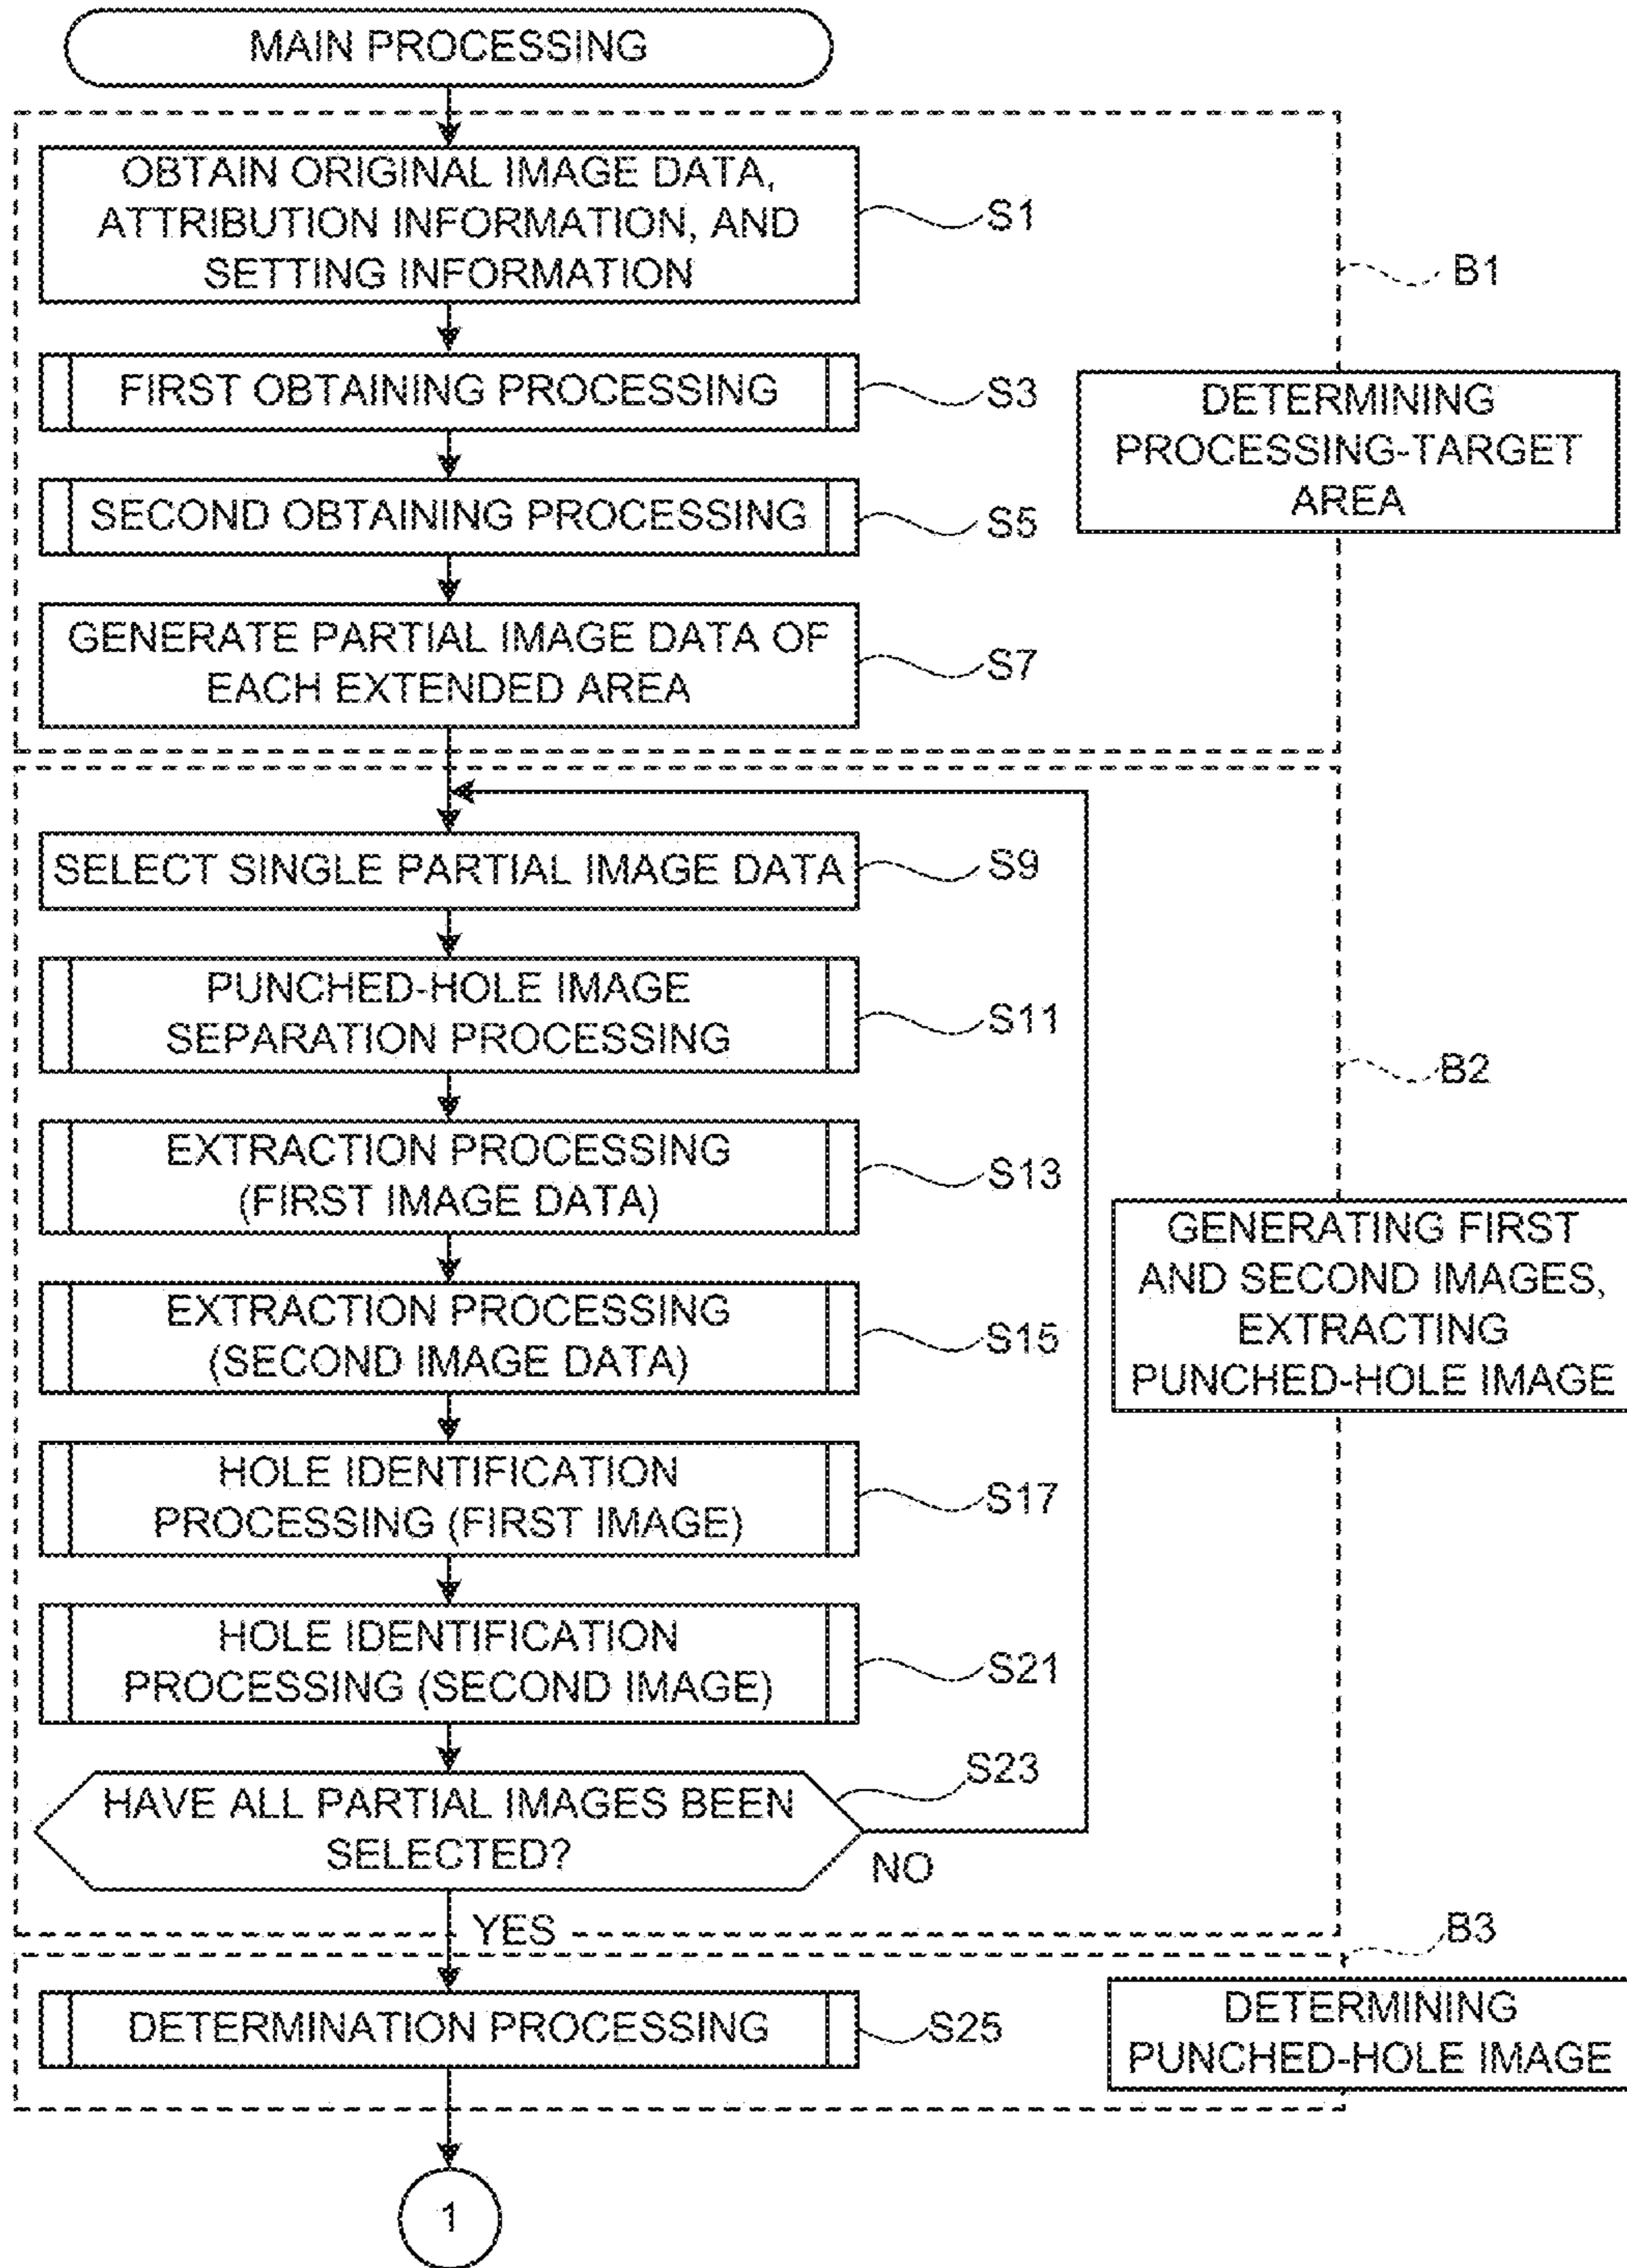 MAIN PROCESSING
OBTAIN ORIGINAL IMAGE DATA,
ATTRIBUTION INFORMATION, AND
SETTING INFORMATION
S1
B1
FIRST OBTAINING PROCESSING
S3
DETERMINING
PROCESSING-TARGET
AREA
SECOND OBTAINING PROCESSING
S5
GENERATE PARTIAL IMAGE DATA OF
EACH EXTENDED AREA
S7
SELECT SINGLE PARTIAL IMAGE DATA
S9
PUNCHED-HOLE IMAGE
SEPARATION PROCESSING
S11
B2
EXTRACTION PROCESSING
(FIRST IMAGE DATA)
S13
GENERATING FIRST
AND SECOND IMAGES,
EXTRACTING
PUNCHED-HOLE IMAGE
EXTRACTION PROCESSING
(SECOND IMAGE DATA)
S15
HOLE IDENTIFICATION
PROCESSING (FIRST IMAGE)
S17
HOLE IDENTIFICATION
PROCESSING (SECOND IMAGE)
S21
HAVE ALL PARTIAL IMAGES BEEN
SELECTED?
S23
NO
YES
B3
DETERMINATION PROCESSING
S25
DETERMINING
PUNCHED-HOLE IMAGE
1